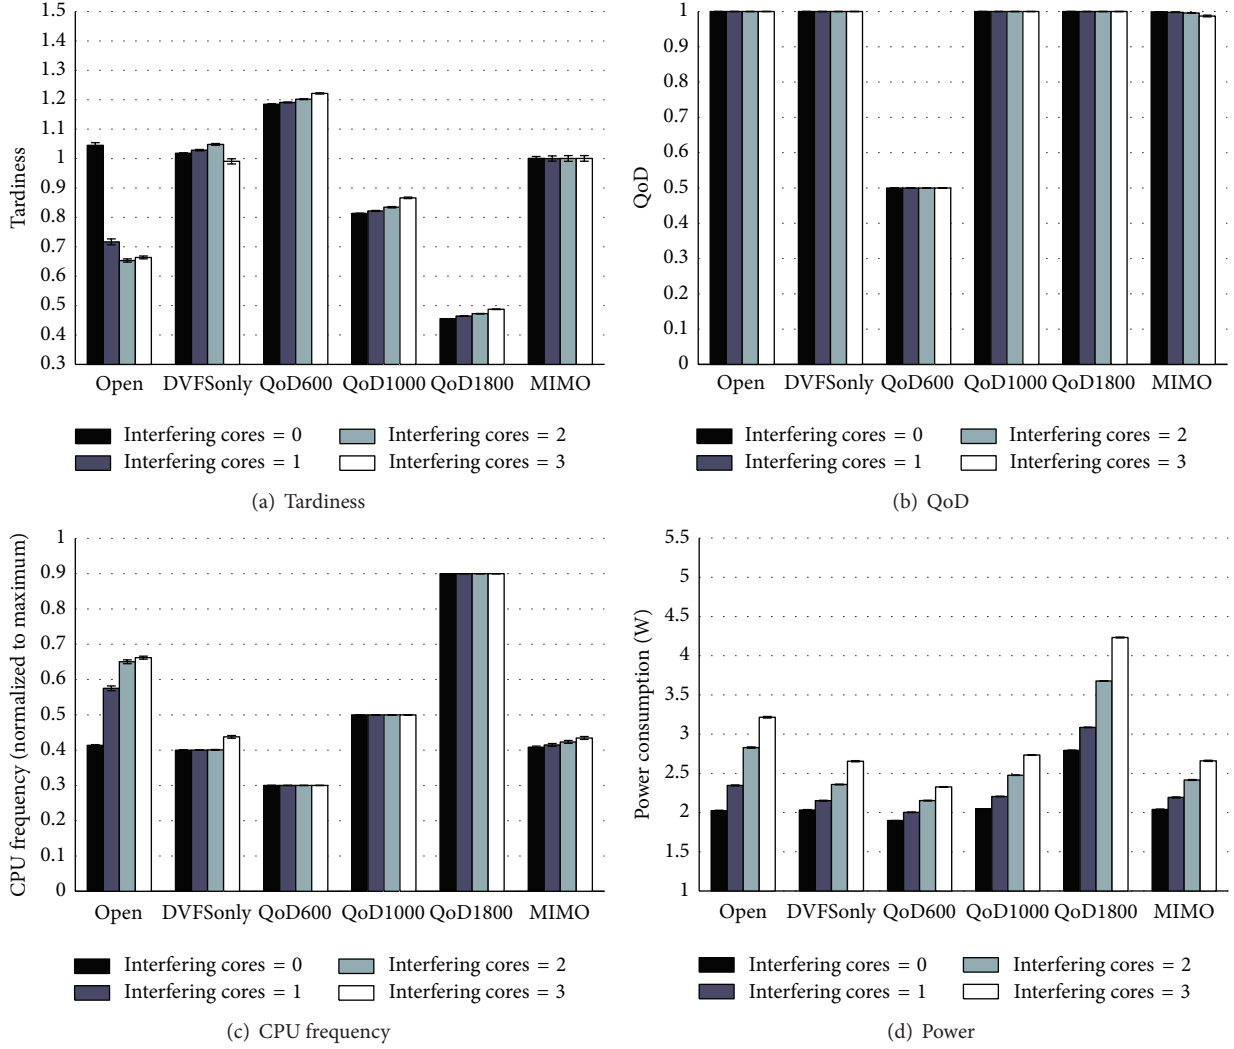 1.5
1.4
1.3
1.2
1.1
1
0.9
0.8
0.7
0.6
0.5
0.4
0.3
Tardiness
Open DVFSonly QoD600 QoD1000 QoD1800 MIMO
Interfering cores = 0 Interfering cores = 2
Interfering cores = 1 Interfering cores = 3
(a) Tardiness
1
0.9
0.8
0.7
0.6
0.5
0.4
0.3
0.2
0.1
0
QoD
Open DVFSonly QoD600 QoD1000 QoD1800 MIMO
Interfering cores = 0 Interfering cores = 2
Interfering cores = 1 Interfering cores = 3
(b) QoD
1
0.9
0.8
0.7
0.6
0.5
0.4
0.3
0.2
0.1
0
CPU frequency (normalized to maximum)
Open DVFSonly QoD600 QoD1000 QoD1800 MIMO
Interfering cores = 0 Interfering cores = 2
Interfering cores = 1 Interfering cores = 3
(c) CPU frequency
5.5
5
4.5
4
3.5
3
2.5
2
1.5
1
Power consumption (W)
Open DVFSonly QoD600 QoD1000 QoD1800 MIMO
Interfering cores = 0 Interfering cores = 2
Interfering cores = 1 Interfering cores = 3
(d) Power